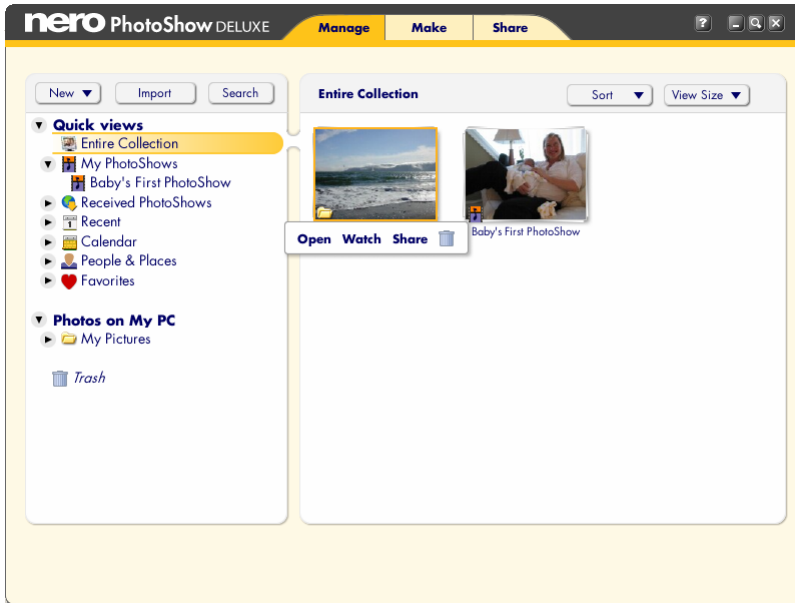 nero PhotoShow DELUXE
Manage
Make
Share
?
New
Import
Search
Quick views
Entire Collection
My PhotoShows
Baby's First PhotoShow
Received PhotoShows
Recent
Calendar
People & Places
Favorites
Photos on My PC
My Pictures
Trash
Entire Collection
Sort
View Size
Baby's First PhotoShow
Open Watch Share